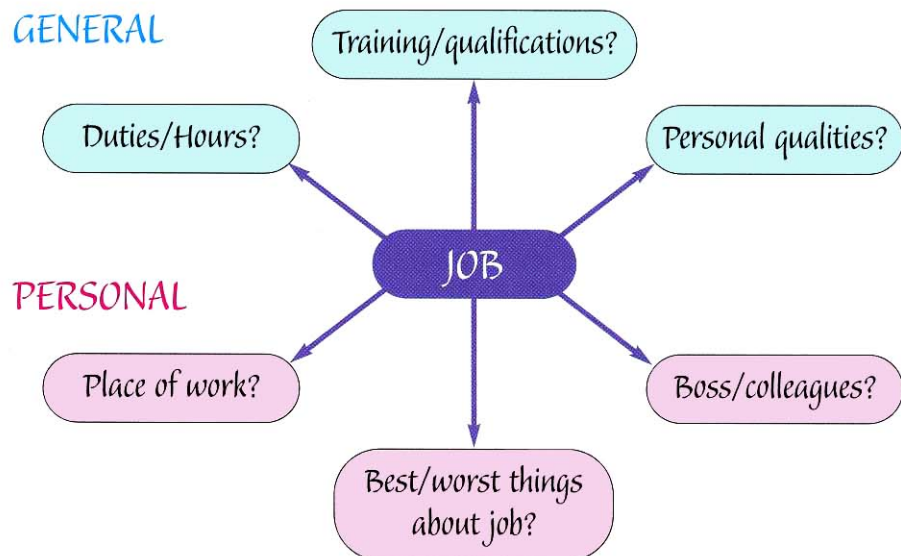 GENERAL
Training/qualifications?
Duties/Hours?
Personal qualities?
JOB
PERSONAL
Place of work?
Boss/colleagues?
Best/worst things
about job?